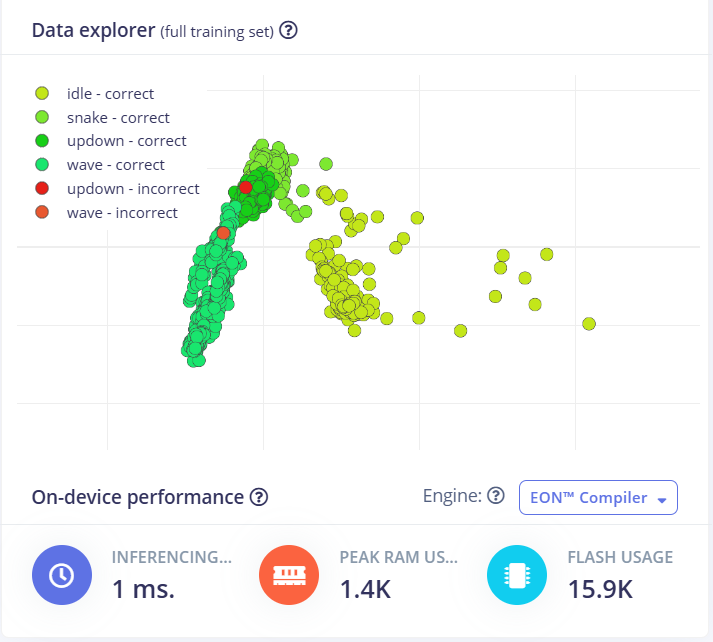 Data explorer (full training set) ?
idle - correct
snake - correct
updown - correct
wave - correct
updown - incorrect
wave - incorrect
On-device performance ?
Engine: ? EON™ Compiler
INFERENCING... PEAK RAM US... FLASH USAGE
1 ms. 1.4K 15.9K